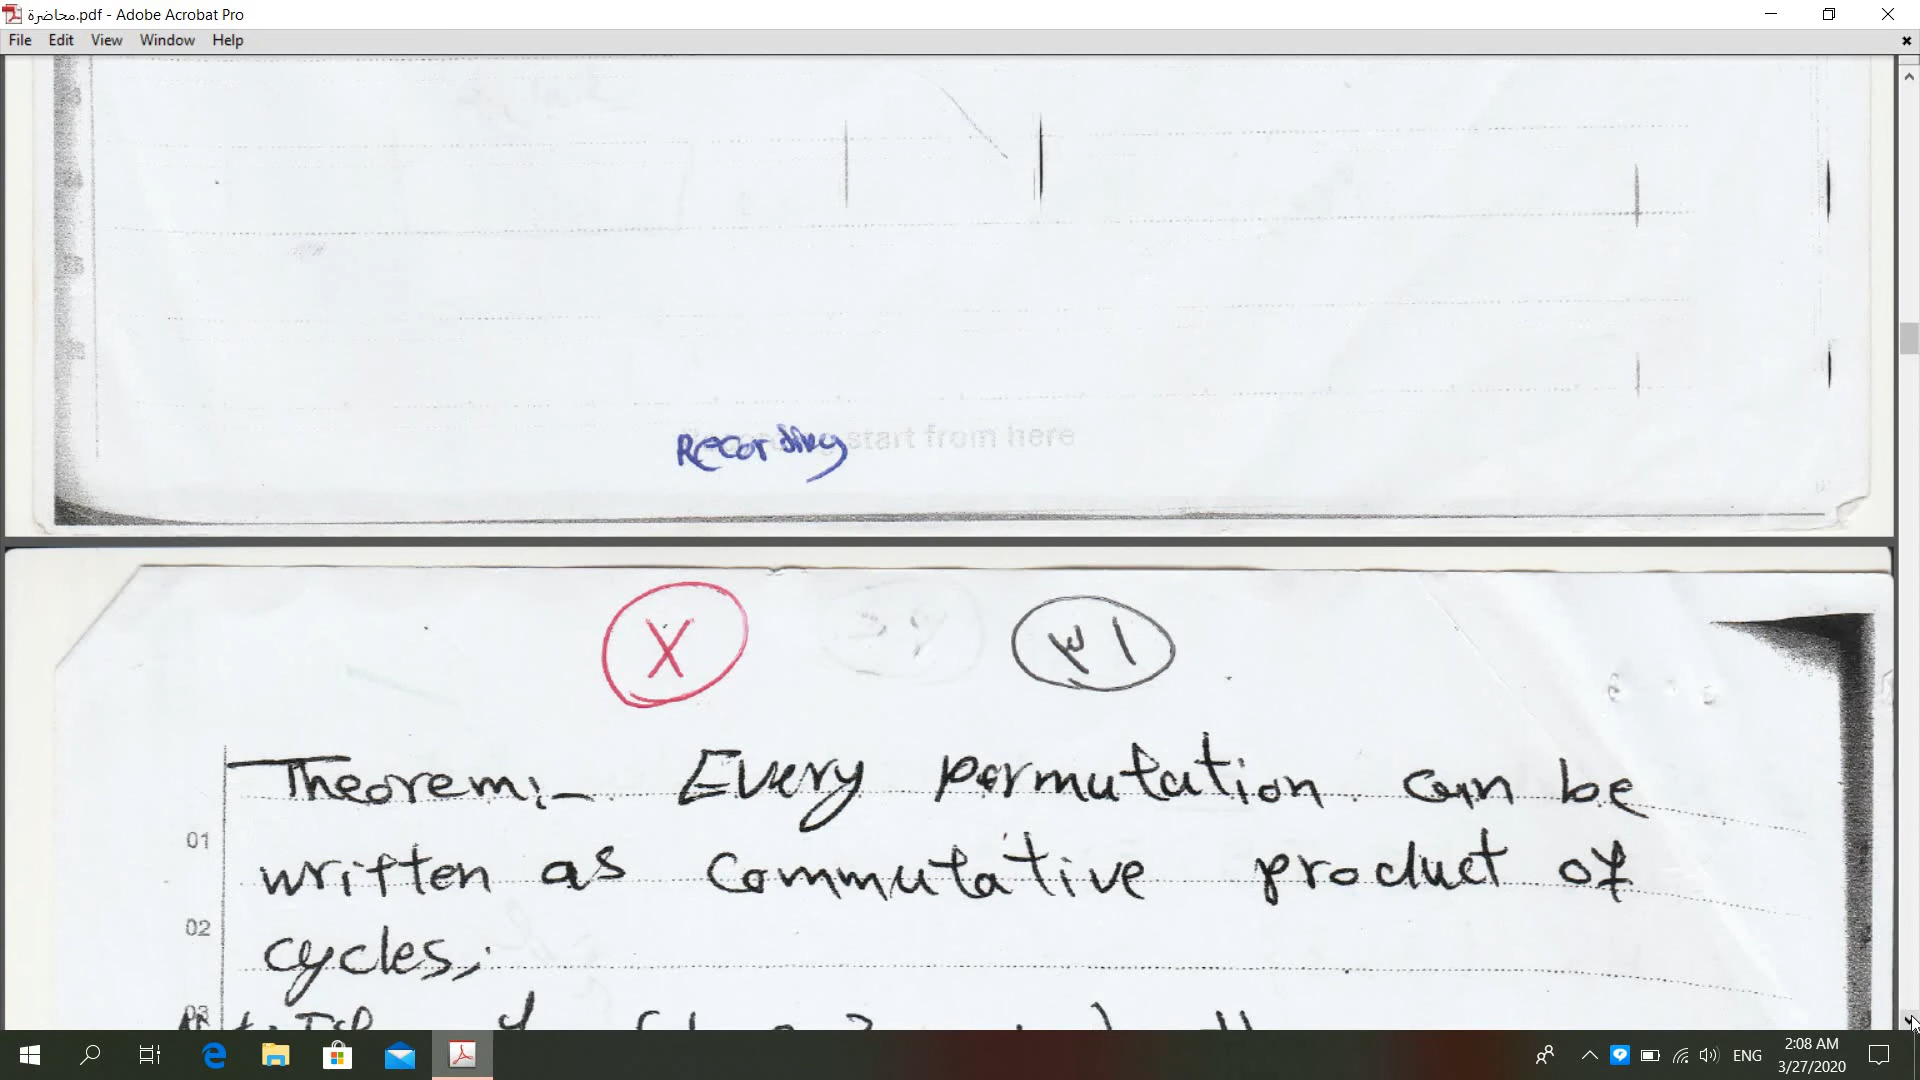 محاضرة.pdf - Adobe Acrobat Pro
File Edit View Window Help
Recording start from here
X
٣١
Theorem:- Every permutation can be
01
written as commutative product of
02
cycles,
03
ENG
2:08 AM
3/27/2020